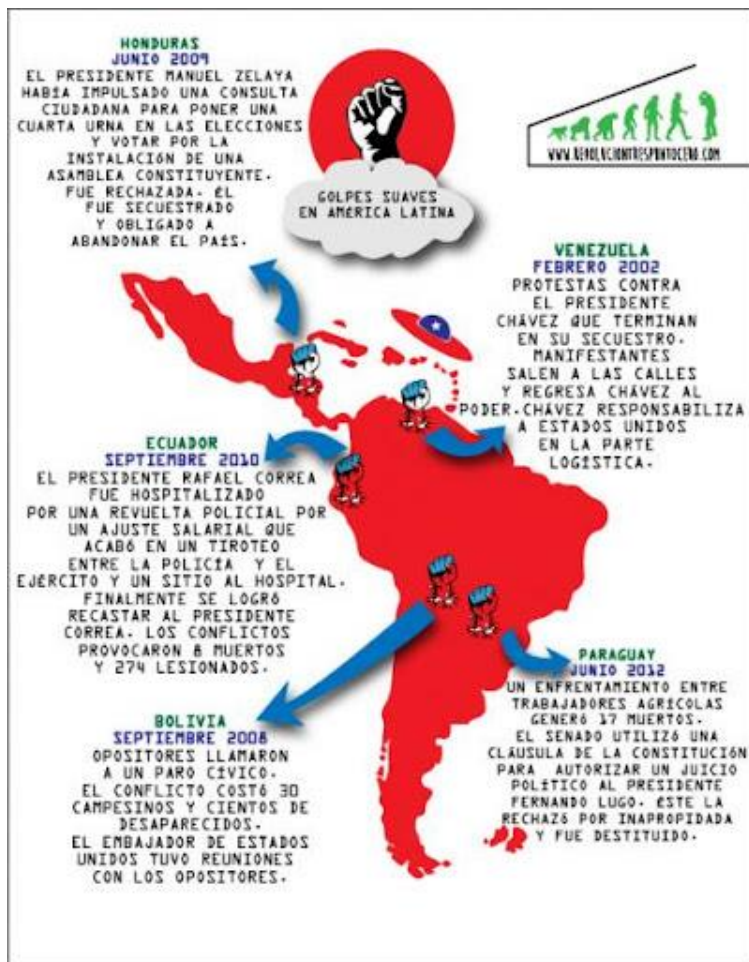 HONDURAS
JUNIO 2009
EL PRESIDENTE MANUEL ZELAYA
HABÍA IMPULSADO UNA CONSULTA
CIUDADANA PARA PONER UNA
CUARTA URNA EN LAS ELECCIONES
Y VOTAR POR LA
INSTALACIÓN DE UNA
ASAMBLEA CONSTITUYENTE.
FUE RECHAZADA. ÉL
FUE SECUESTRADO
Y OBLIGADO A
ABANDONAR EL PAÍS.
GOLPES SUAVES
EN AMÉRICA LATINA
WWW.REVOLUCIONTRESPUNTOCERO.COM
VENEZUELA
FEBRERO 2002
PROTESTAS CONTRA
EL PRESIDENTE
CHÁVEZ QUE TERMINAN
EN SU SECUESTRO.
MANIFESTANTES
SALEN A LAS CALLES
Y REGRESA CHÁVEZ AL
PODER.CHÁVEZ RESPONSABILIZA
A ESTADOS UNIDOS
EN LA PARTE
LOGÍSTICA.
ECUADOR
SEPTIEMBRE 2010
EL PRESIDENTE RAFAEL CORREA
FUE HOSPITALIZADO
POR UNA REVUELTA POLICIAL POR
UN AJUSTE SALARIAL QUE
ACABÓ EN UN TIROTEO
ENTRE LA POLICÍA Y EL
EJÉRCITO Y UN SITIO AL HOSPITAL.
FINALMENTE SE LOGRÓ
RECASTAR AL PRESIDENTE
CORREA. LOS CONFLICTOS
PROVOCARON 8 MUERTOS
Y 274 LESIONADOS.
BOLIVIA
SEPTIEMBRE 2008
OPOSITORES LLAMARON
A UN PARO CÍVICO.
EL CONFLICTO COSTÓ 30
CAMPESINOS Y CIENTOS DE
DESAPARECIDOS.
EL EMBAJADOR DE ESTADOS
UNIDOS TUVO REUNIONES
CON LOS OPOSITORES.
PARAGUAY
JUNIO 2012
UN ENFRENTAMIENTO ENTRE
TRABAJADORES AGRÍCOLAS
GENERÓ 17 MUERTOS.
EL SENADO UTILIZÓ UNA
CLÁUSULA DE LA CONSTITUCIÓN
PARA AUTORIZAR UN JUICIO
POLÍTICO AL PRESIDENTE
FERNANDO LUGO. ÉSTE LA
RECHAZÓ POR INAPROPIDADA
Y FUE DESTITUIDO.